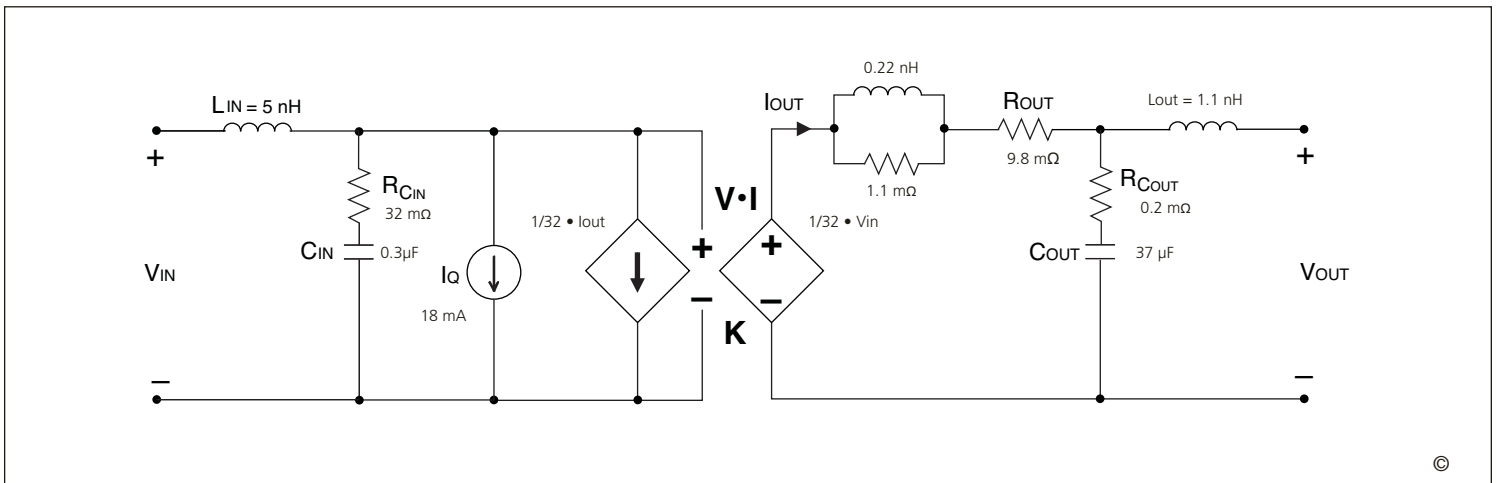 LIN = 5 nH
+
−
VIN
RCIN
32 mΩ
CIN
0.3µF
IQ
18 mA
1/32 • Iout
+
−
V•I
K
1/32 • Vin
+
−
IOUT
0.22 nH
1.1 mΩ
ROUT
9.8 mΩ
RCOUT
0.2 mΩ
COUT
37 µF
Lout = 1.1 nH
+
−
VOUT
©